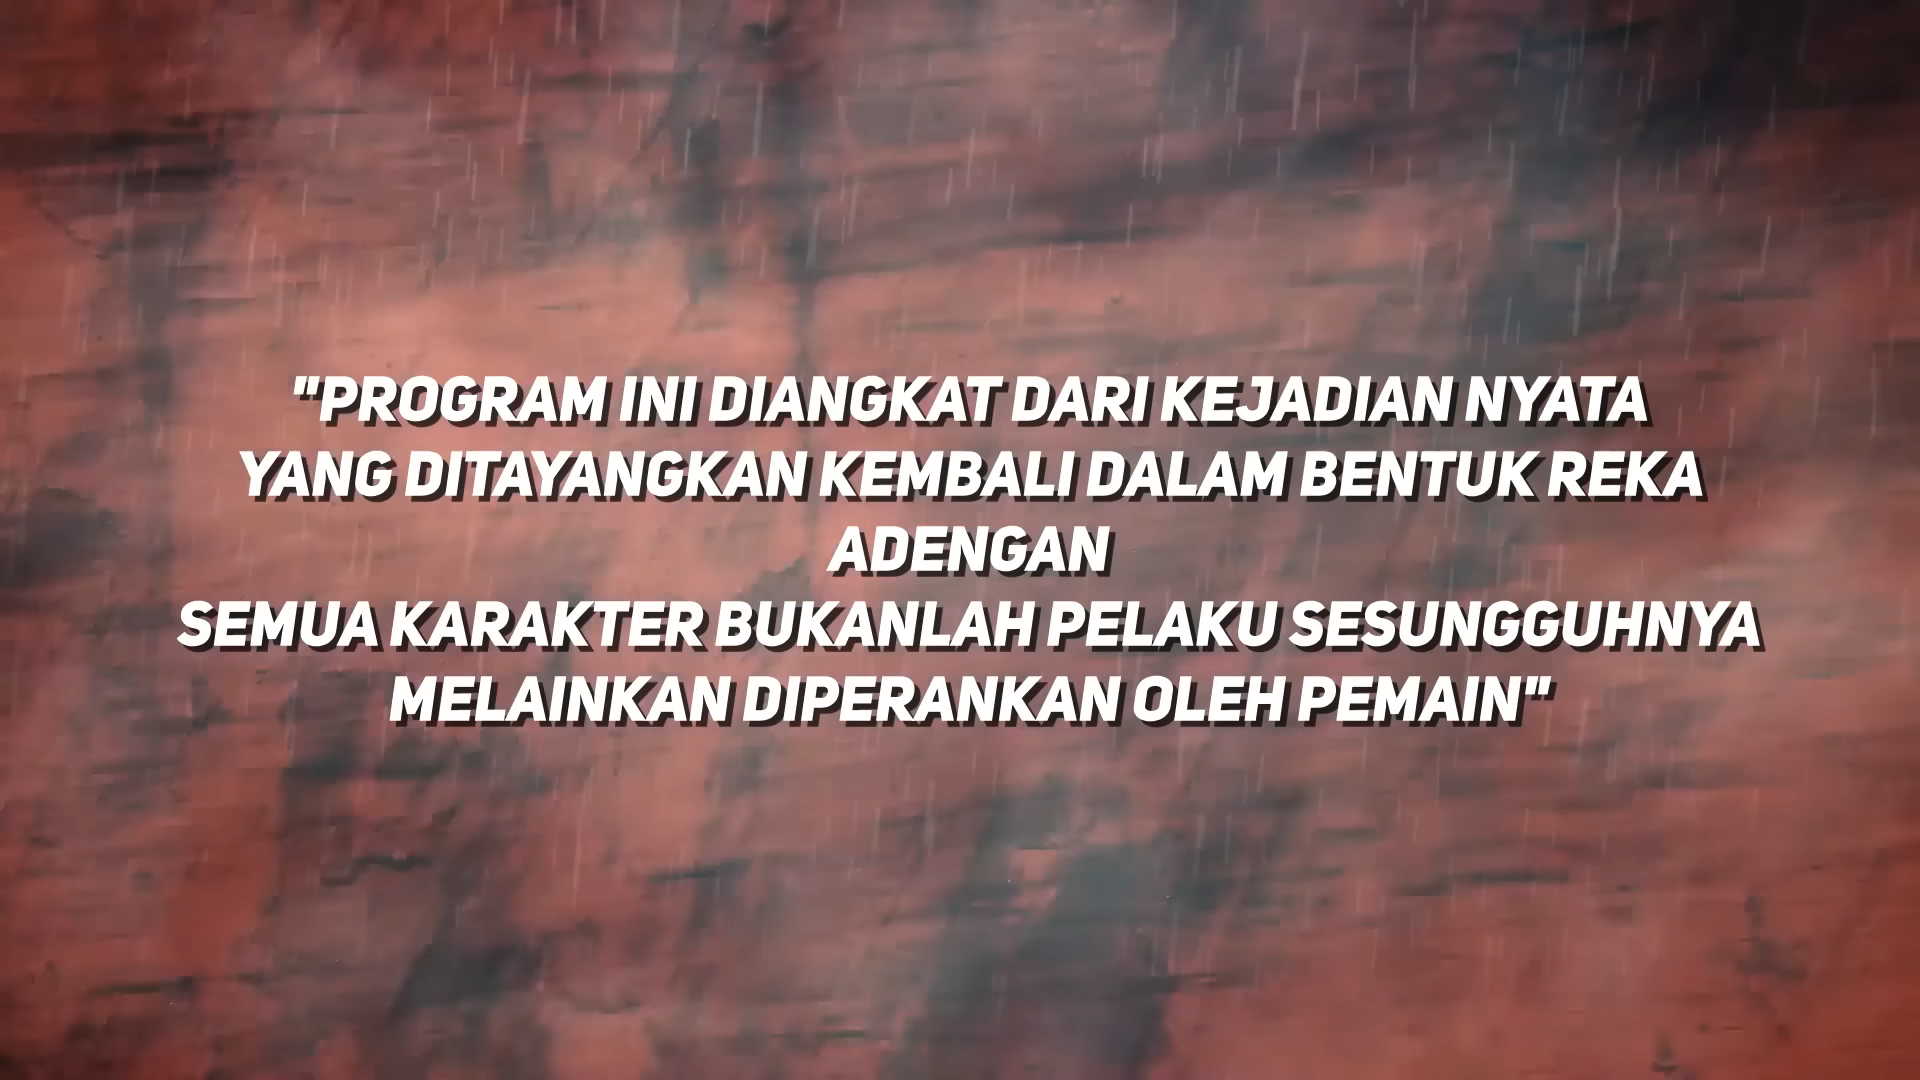 "PROGRAM INI DIANGKAT DARI KEJADIAN NYATA
YANG DITAYANGKAN KEMBALI DALAM BENTUK REKA
ADENGAN
SEMUA KARAKTER BUKANLAH PELAKU SESUNGGUHNYA
MELAINKAN DIPERANKAN OLEH PEMAIN"